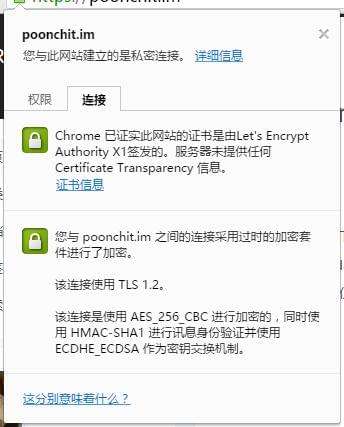 https://poonchit.im
poonchit.im
您与此网站建立的是私密连接。 详细信息
权限 连接
Chrome 已证实此网站的证书是由Let's Encrypt
Authority X1签发的。服务器未提供任何
Certificate Transparency 信息。
证书信息
您与 poonchit.im 之间的连接采用过时的加密套
件进行了加密。
该连接使用 TLS 1.2。
该连接是使用 AES_256_CBC 进行加密的，同时使
用 HMAC-SHA1 进行讯息身份验证并使用
ECDHE_ECDSA 作为密钥交换机制。
这分别意味着什么？